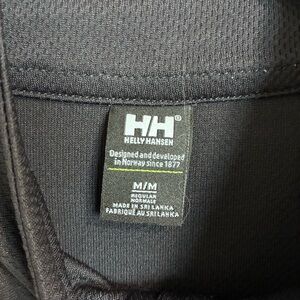 HH®
HELLY HANSEN
Designed and developed
in Norway since 1877
M/M
REGULAR
NORMALE
MADE IN SRI LANKA
FABRIQUÉ AU SRI LANKA